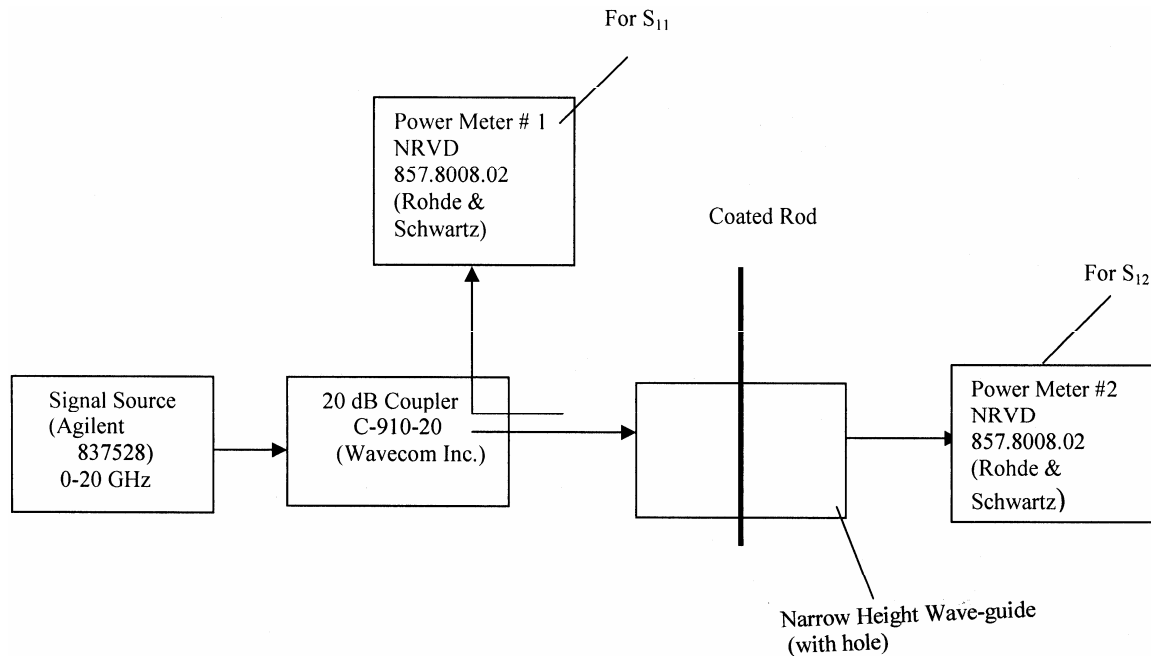 For S11
Power Meter # 1
NRVD
857.8008.02
(Rohde &
Schwartz)
Coated Rod
For S12
Signal Source
(Agilent
837528)
0-20 GHz
20 dB Coupler
C-910-20
(Wavecom Inc.)
Power Meter #2
NRVD
857.8008.02
(Rohde &
Schwartz)
Narrow Height Wave-guide
(with hole)